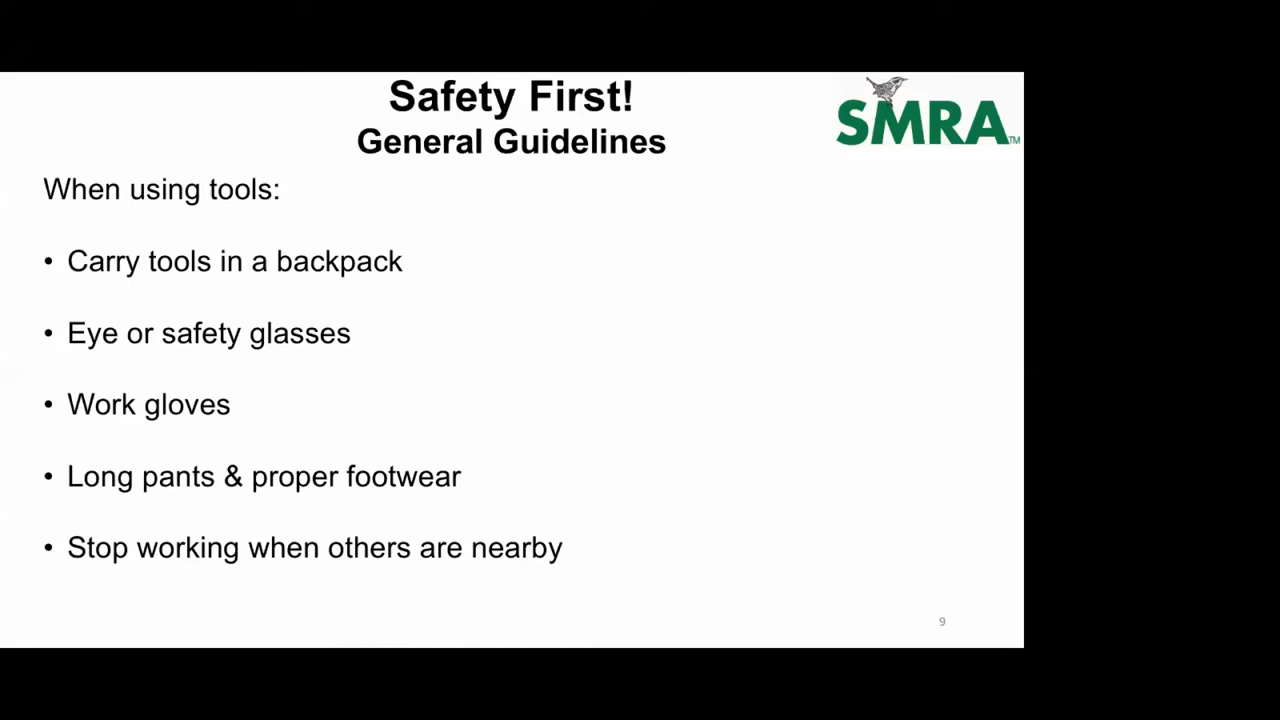 Safety First!
General Guidelines
SMRA™
When using tools:
• Carry tools in a backpack
• Eye or safety glasses
• Work gloves
• Long pants & proper footwear
• Stop working when others are nearby
9